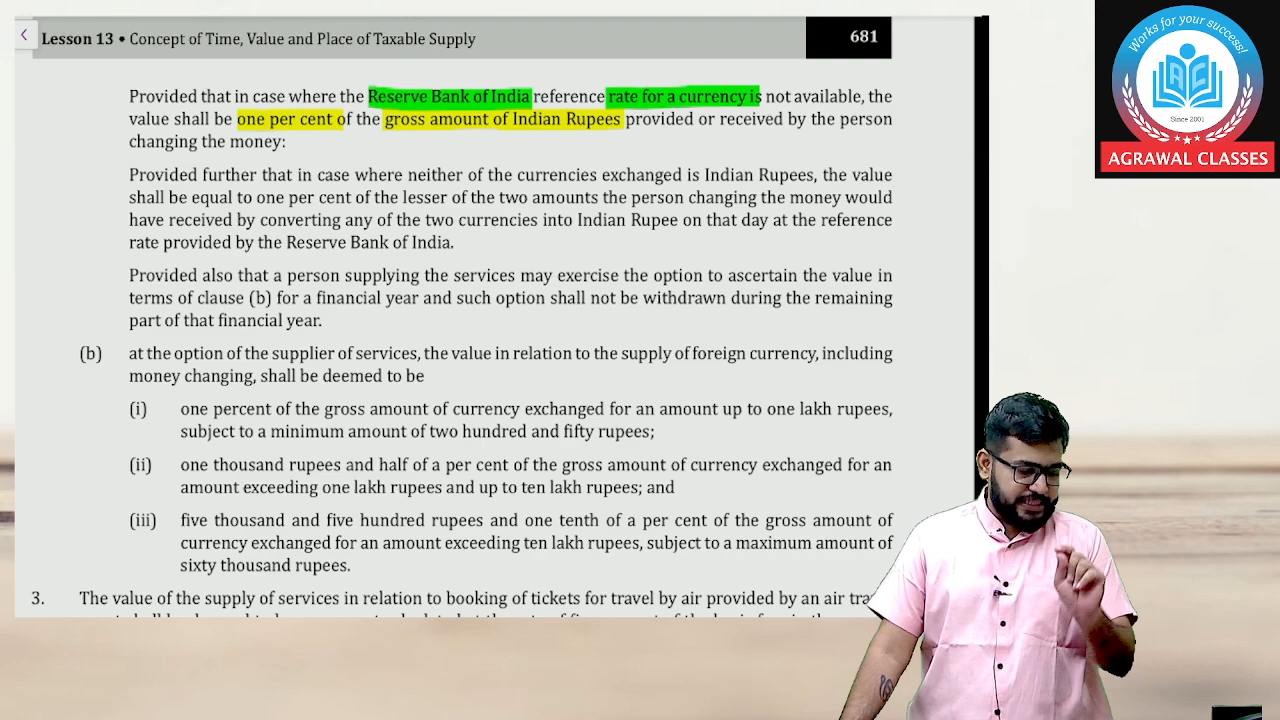 Lesson 13 • Concept of Time, Value and Place of Taxable Supply
681
Provided that in case where the Reserve Bank of India reference rate for a currency is not available, the
value shall be one per cent of the gross amount of Indian Rupees provided or received by the person
changing the money:
Provided further that in case where neither of the currencies exchanged is Indian Rupees, the value
shall be equal to one per cent of the lesser of the two amounts the person changing the money would
have received by converting any of the two currencies into Indian Rupee on that day at the reference
rate provided by the Reserve Bank of India.
Provided also that a person supplying the services may exercise the option to ascertain the value in
terms of clause (b) for a financial year and such option shall not be withdrawn during the remaining
part of that financial year.
(b) at the option of the supplier of services, the value in relation to the supply of foreign currency, including
money changing, shall be deemed to be
(i) one percent of the gross amount of currency exchanged for an amount up to one lakh rupees,
subject to a minimum amount of two hundred and fifty rupees;
(ii) one thousand rupees and half of a per cent of the gross amount of currency exchanged for an
amount exceeding one lakh rupees and up to ten lakh rupees; and
(iii) five thousand and five hundred rupees and one tenth of a per cent of the gross amount of
currency exchanged for an amount exceeding ten lakh rupees, subject to a maximum amount of
sixty thousand rupees.
3. The value of the supply of services in relation to booking of tickets for travel by air provided by an air
Works for your success!
AC
Since 2001
AGRAWAL CLASSES